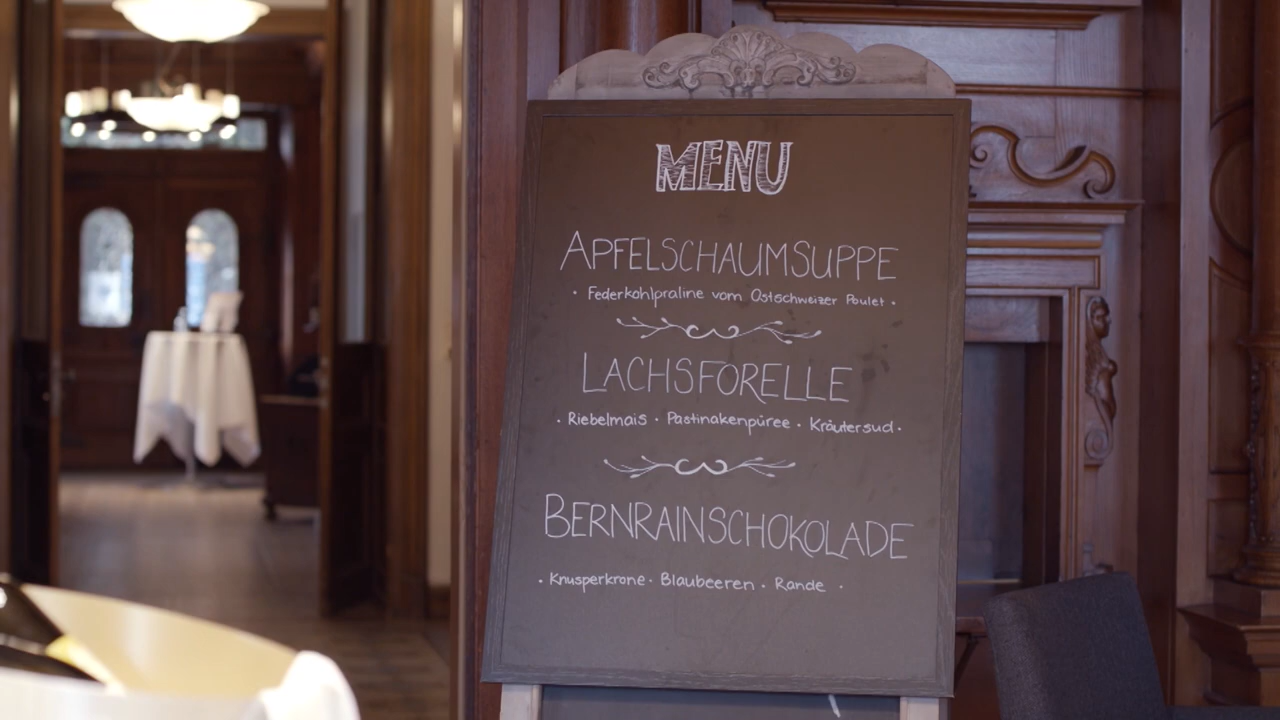 MENU
APFELSCHAUMSUPPE
· Federkohlpraline vom Ostschweizer Poulet ·
LACHSFORELLE
· Riebelmais · Pastinakenpüree · Kräutersud ·
BERNRAINSCHOKOLADE
· Knusperkrone · Blaubeeren · Rande ·